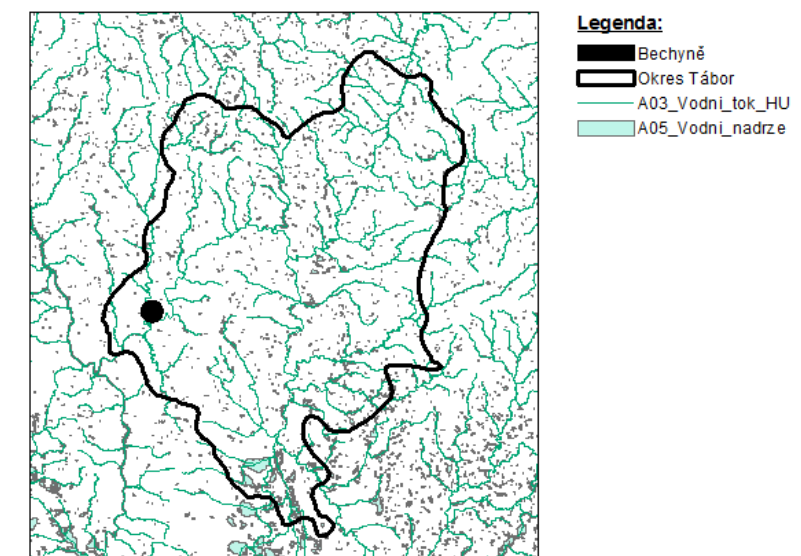 Legenda:
Bechyně
Okres Tábor
A03_Vodni_tok_HU
A05_Vodni_nadrze